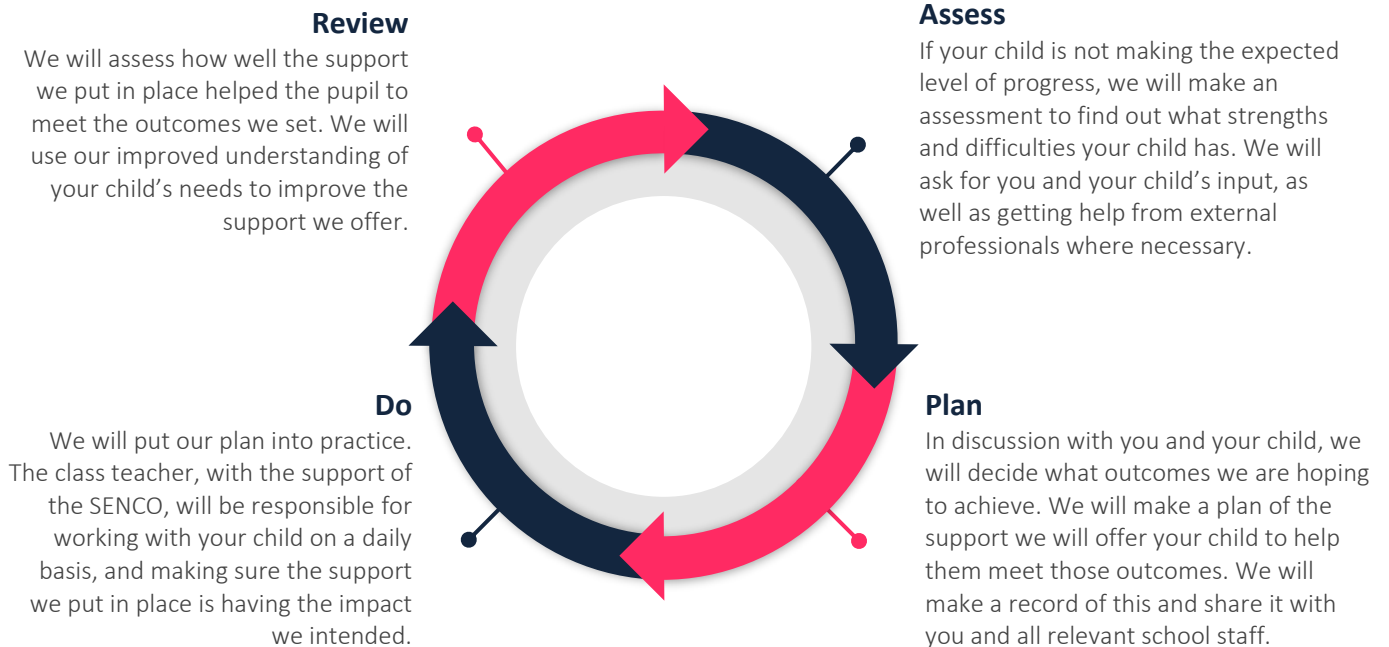 Review
We will assess how well the support
we put in place helped the pupil to
meet the outcomes we set. We will
use our improved understanding of
your child’s needs to improve the
support we offer.
Assess
If your child is not making the expected
level of progress, we will make an
assessment to find out what strengths
and difficulties your child has. We will
ask for you and your child’s input, as
well as getting help from external
professionals where necessary.
Do
We will put our plan into practice.
The class teacher, with the support of
the SENCO, will be responsible for
working with your child on a daily
basis, and making sure the support
we put in place is having the impact
we intended.
Plan
In discussion with you and your child, we
will decide what outcomes we are hoping
to achieve. We will make a plan of the
support we will offer your child to help
them meet those outcomes. We will
make a record of this and share it with
you and all relevant school staff.